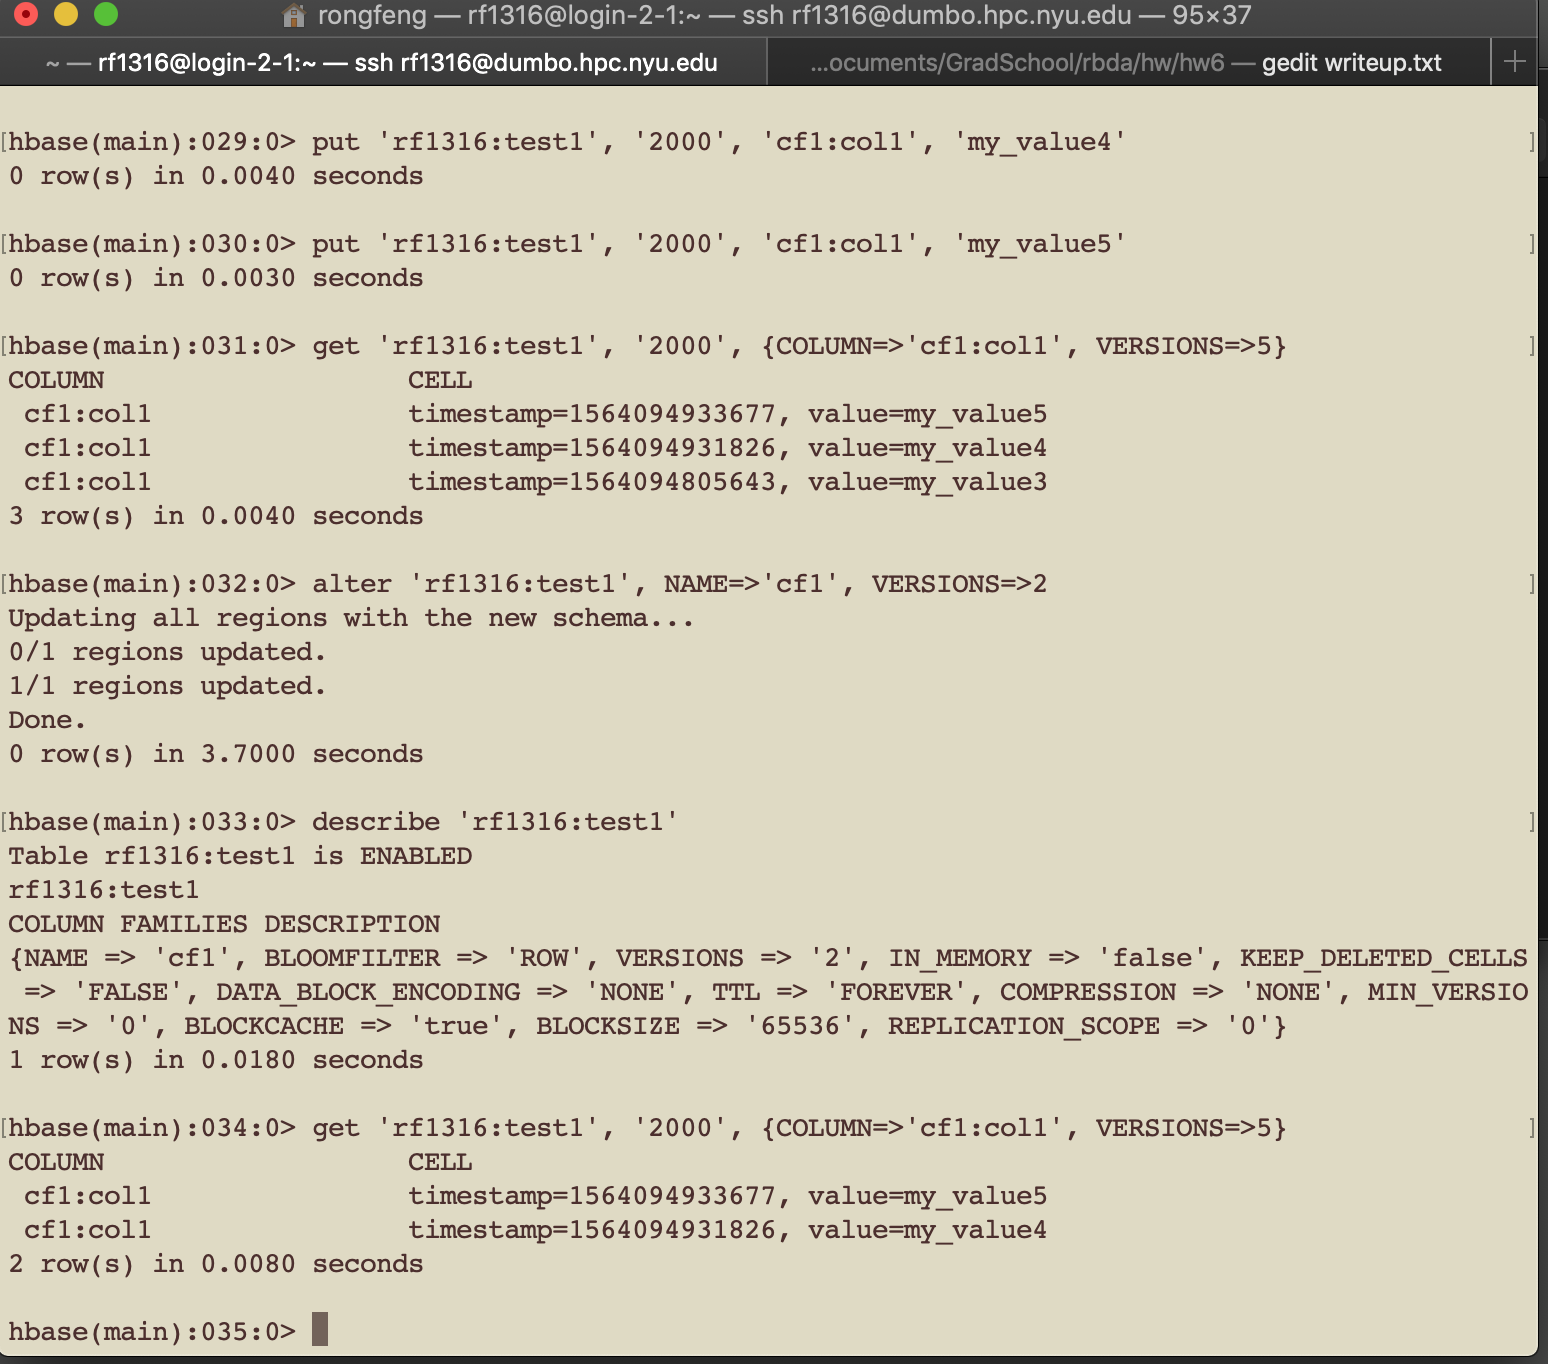 rongfeng — rf1316@login-2-1:~ — ssh rf1316@dumbo.hpc.nyu.edu — 95×37
~ — rf1316@login-2-1:~ — ssh rf1316@dumbo.hpc.nyu.edu ...ocuments/GradSchool/rbda/hw/hw6 — gedit writeup.txt +
[hbase(main):029:0> put 'rf1316:test1', '2000', 'cf1:col1', 'my_value4' ]
0 row(s) in 0.0040 seconds
[hbase(main):030:0> put 'rf1316:test1', '2000', 'cf1:col1', 'my_value5' ]
0 row(s) in 0.0030 seconds
[hbase(main):031:0> get 'rf1316:test1', '2000', {COLUMN=>'cf1:col1', VERSIONS=>5} ]
COLUMN CELL
cf1:col1 timestamp=1564094933677, value=my_value5
cf1:col1 timestamp=1564094931826, value=my_value4
cf1:col1 timestamp=1564094805643, value=my_value3
3 row(s) in 0.0040 seconds
[hbase(main):032:0> alter 'rf1316:test1', NAME=>'cf1', VERSIONS=>2 ]
Updating all regions with the new schema...
0/1 regions updated.
1/1 regions updated.
Done.
0 row(s) in 3.7000 seconds
[hbase(main):033:0> describe 'rf1316:test1' ]
Table rf1316:test1 is ENABLED
rf1316:test1
COLUMN FAMILIES DESCRIPTION
{NAME => 'cf1', BLOOMFILTER => 'ROW', VERSIONS => '2', IN_MEMORY => 'false', KEEP_DELETED_CELLS
=> 'FALSE', DATA_BLOCK_ENCODING => 'NONE', TTL => 'FOREVER', COMPRESSION => 'NONE', MIN_VERSIO
NS => '0', BLOCKCACHE => 'true', BLOCKSIZE => '65536', REPLICATION_SCOPE => '0'}
1 row(s) in 0.0180 seconds
[hbase(main):034:0> get 'rf1316:test1', '2000', {COLUMN=>'cf1:col1', VERSIONS=>5} ]
COLUMN CELL
cf1:col1 timestamp=1564094933677, value=my_value5
cf1:col1 timestamp=1564094931826, value=my_value4
2 row(s) in 0.0080 seconds
hbase(main):035:0>